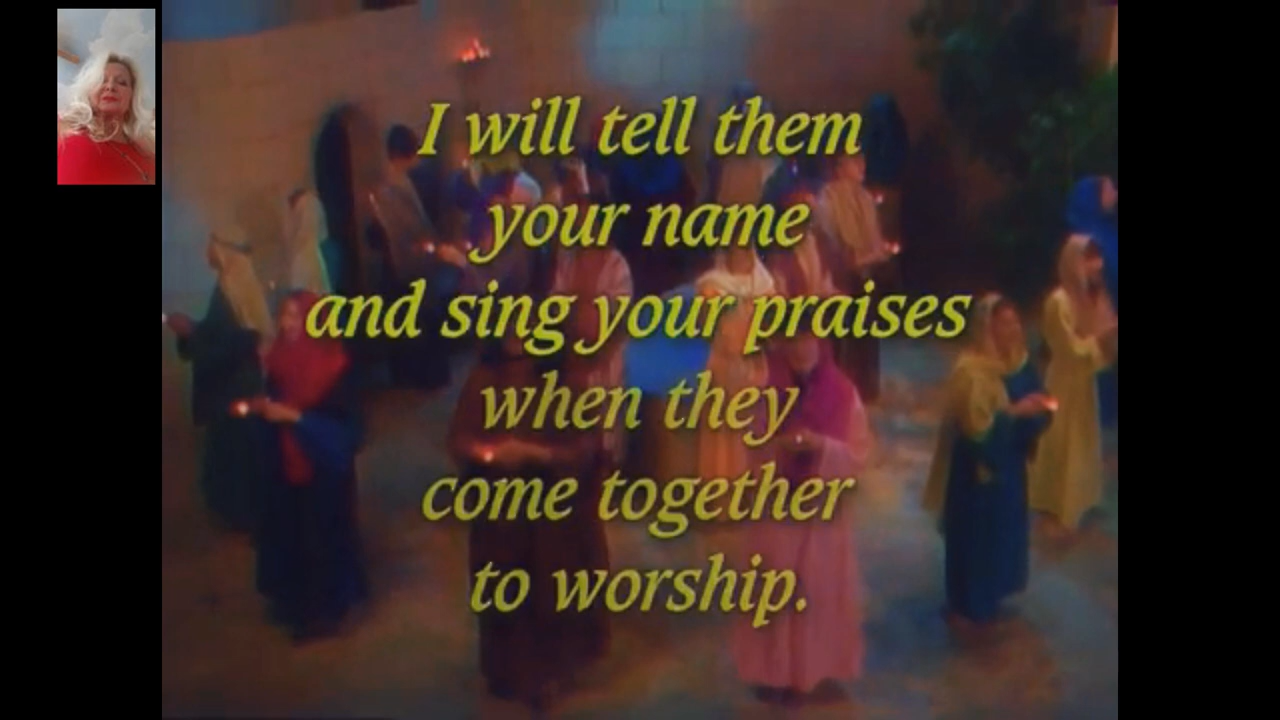 I will tell them
your name
and sing your praises
when they
come together
to worship.